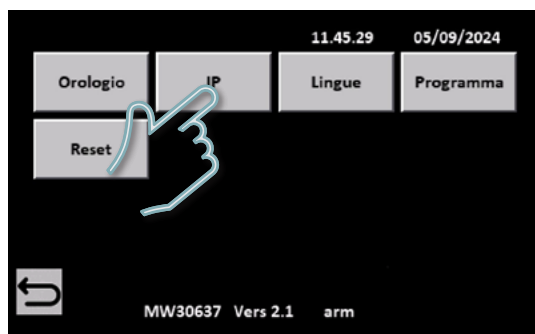 11.45.29 05/09/2024
Orologio IP Lingue Programma
Reset
MW30637 Vers 2.1 arm